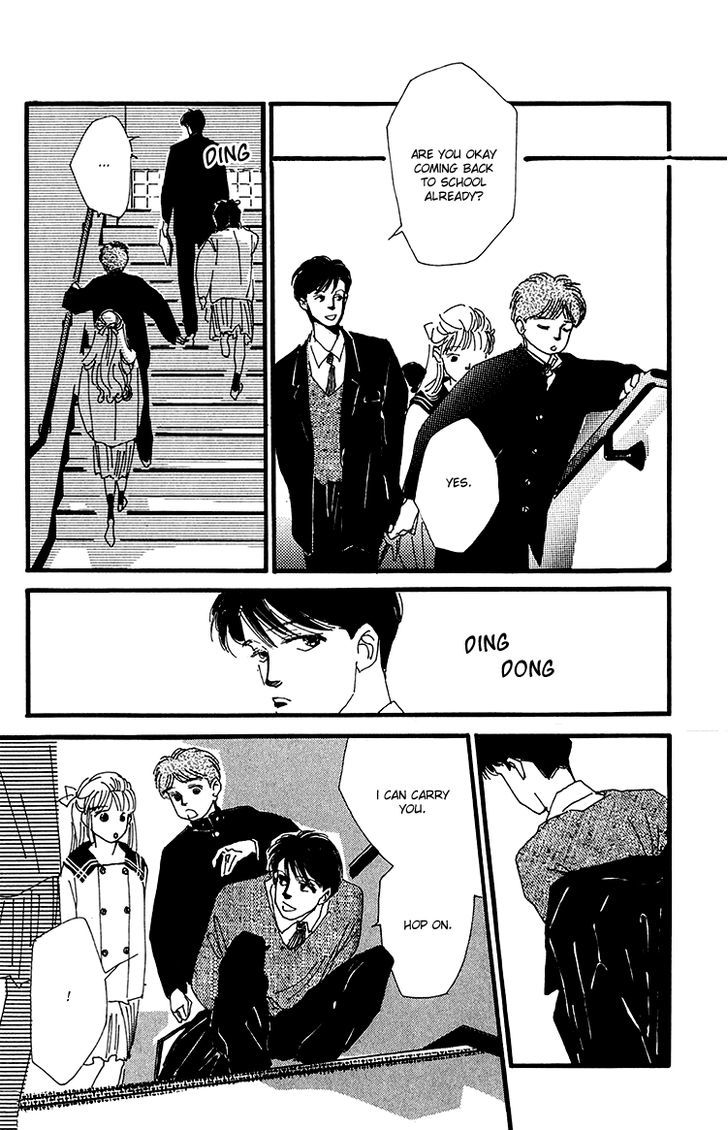 ARE YOU OKAY
COMING BACK
TO SCHOOL
ALREADY?
YES.
...
DING
DING
DONG
I CAN CARRY
YOU.
HOP ON.
!